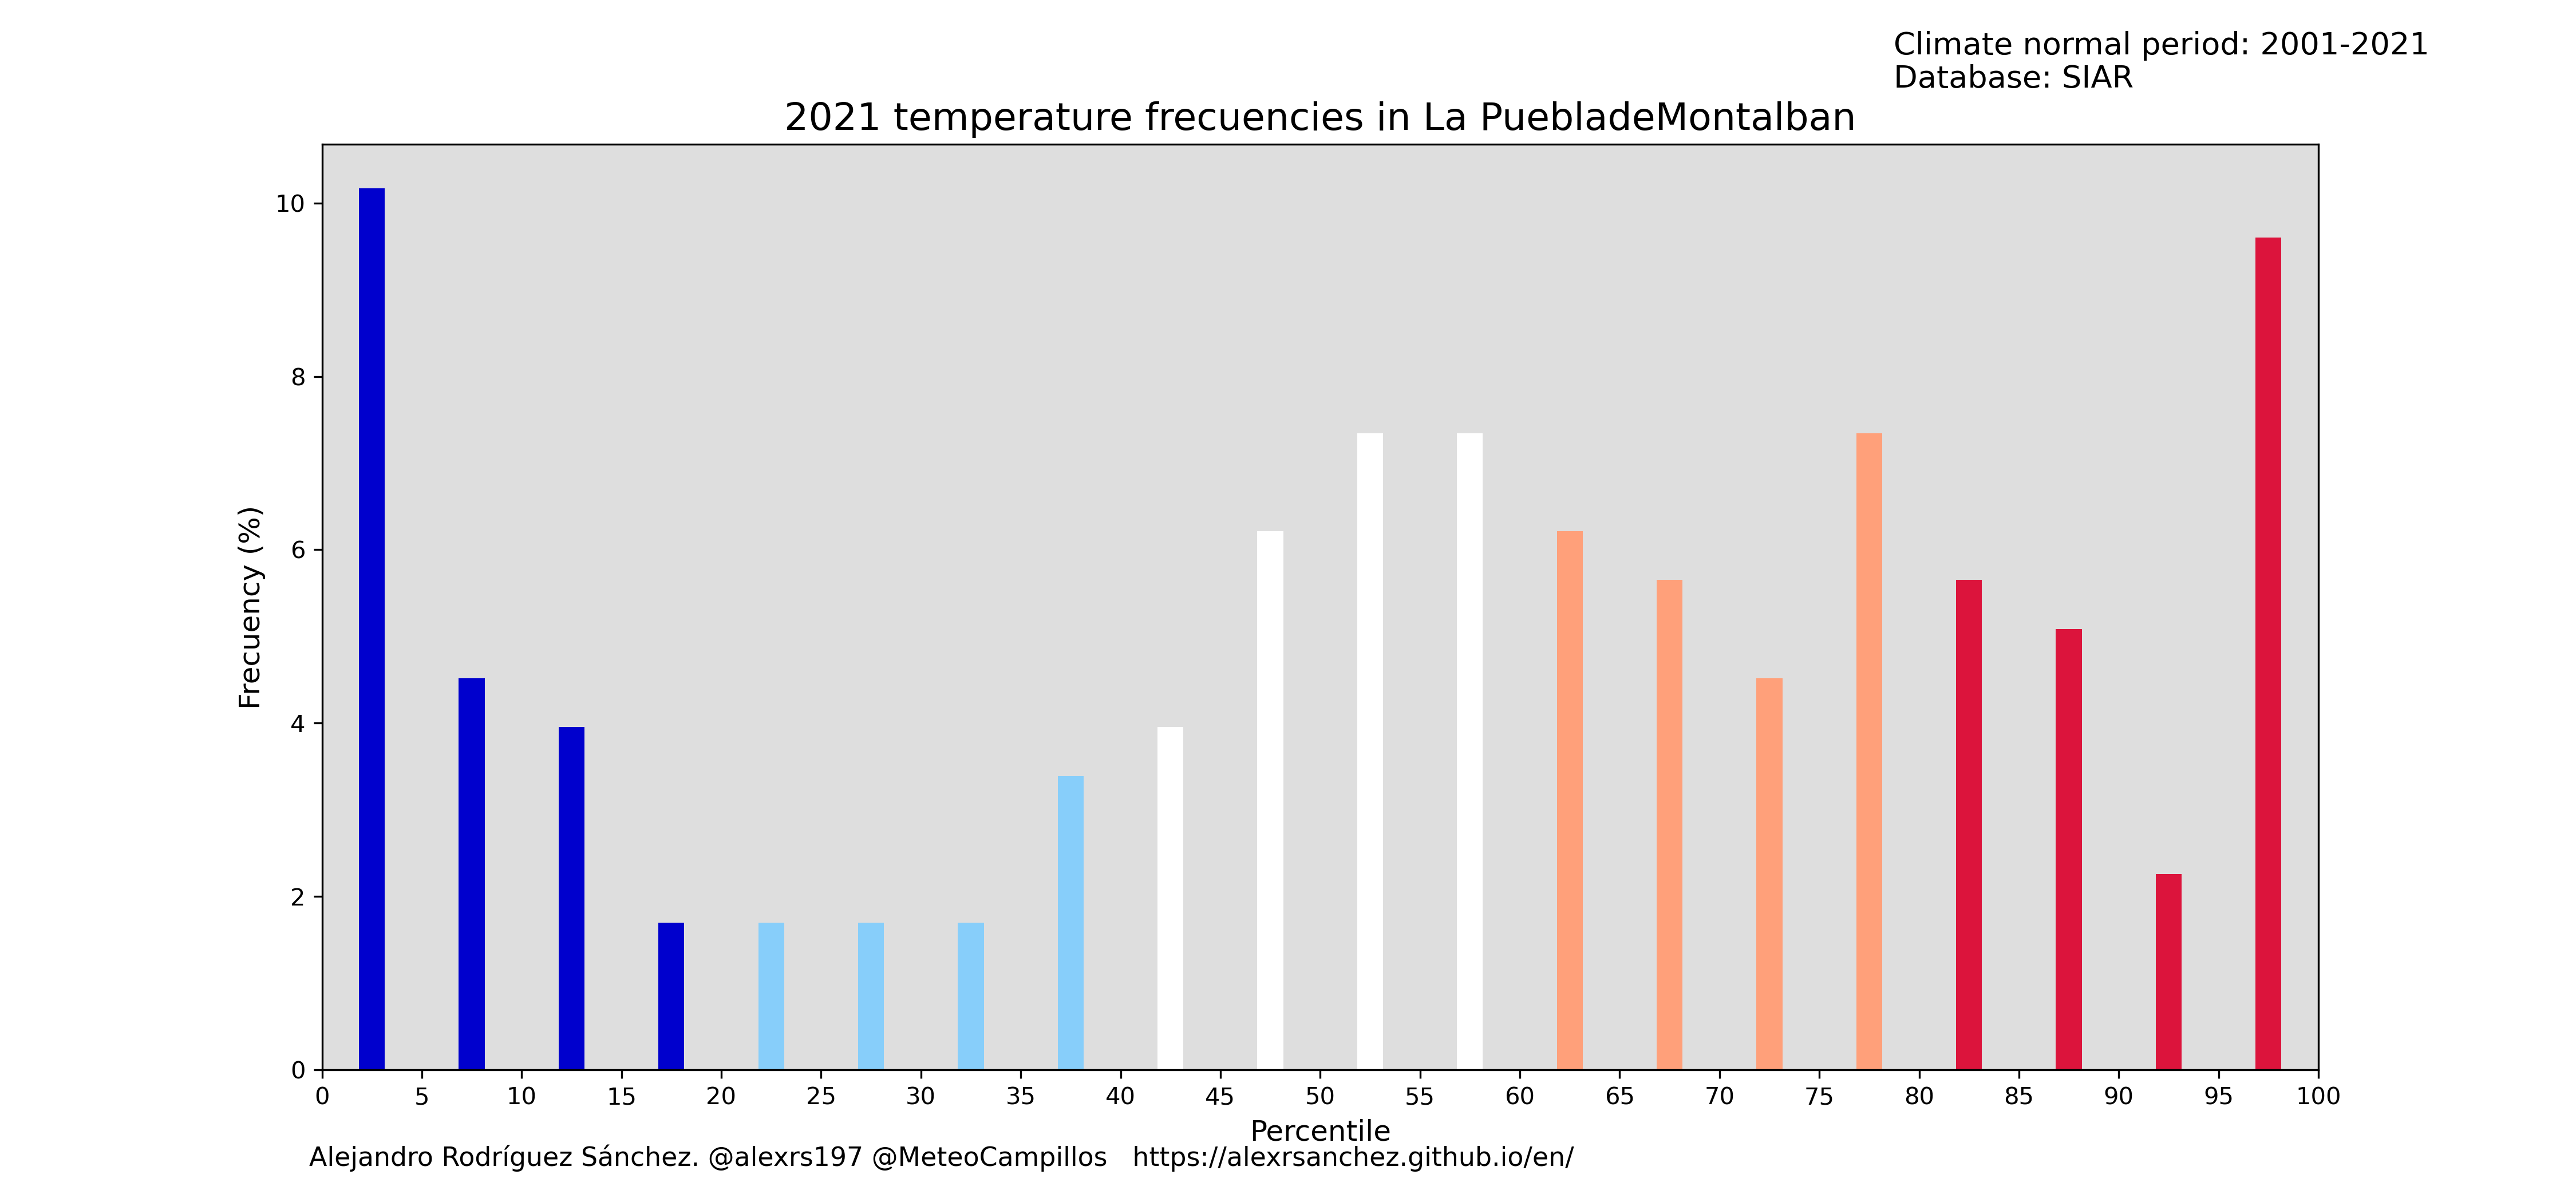 Climate normal period: 2001-2021
Database: SIAR
2021 temperature frecuencies in La PuebladeMontalban
Frecuency (%)
10
8
6
4
2
0
0 5 10 15 20 25 30 35 40 45 50 55 60 65 70 75 80 85 90 95 100
Percentile
Alejandro Rodríguez Sánchez. @alexrs197 @MeteoCampillos https://alexrsanchez.github.io/en/